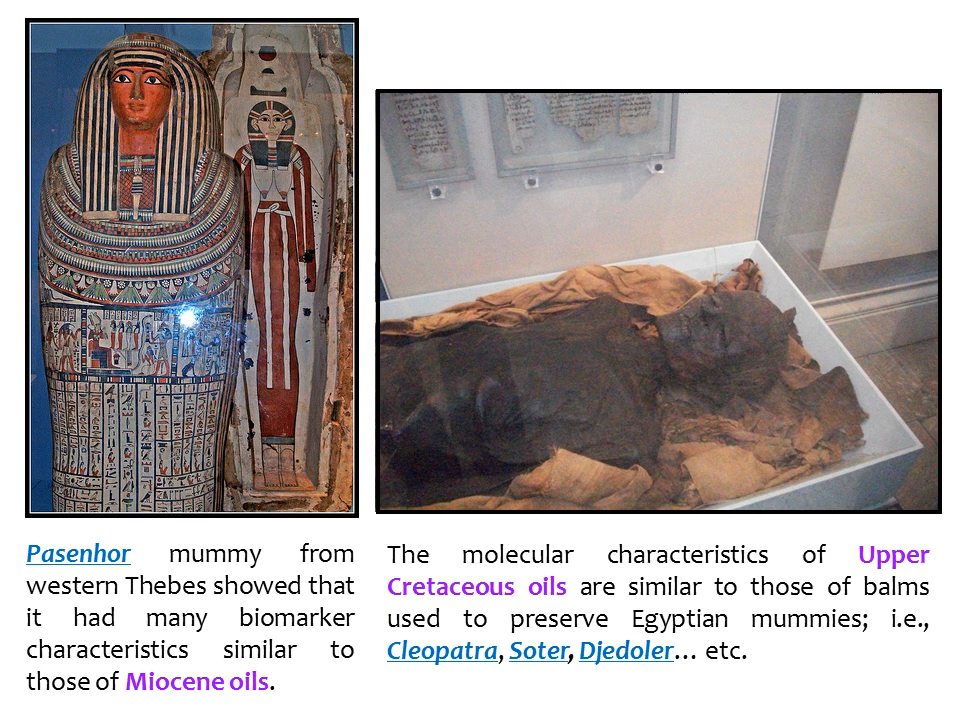 Pasenhor mummy from
western Thebes showed that
it had many biomarker
characteristics similar to
those of Miocene oils.
The molecular characteristics of Upper
Cretaceous oils are similar to those of balms
used to preserve Egyptian mummies; i.e.,
Cleopatra, Soter, Djedoler… etc.